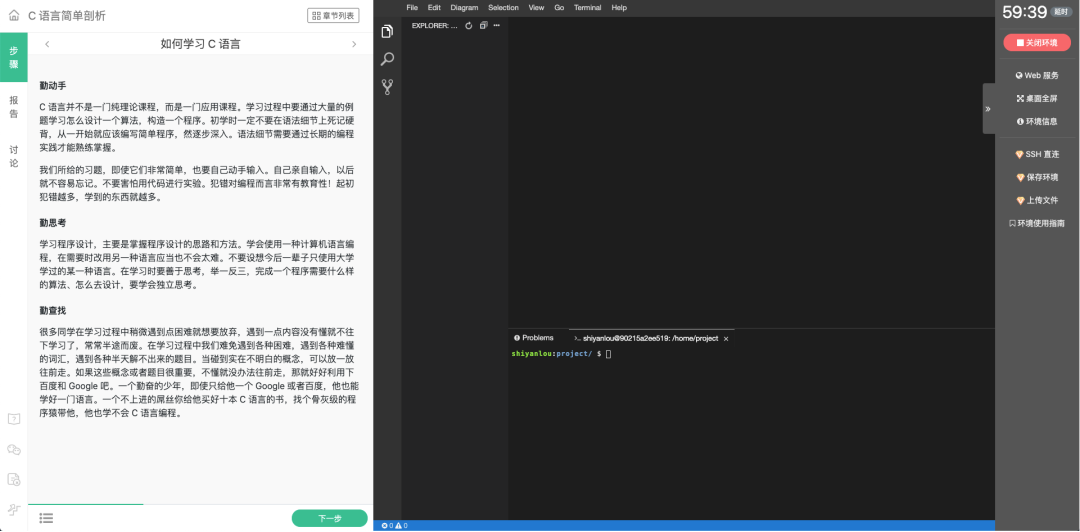 C 语言简单剖析
章节列表
步骤
报告
讨论
如何学习 C 语言
勤动手
C 语言并不是一门纯理论课程，而是一门应用课程。学习过程中要通过大量的例
题学习怎么设计一个算法，构造一个程序。初学时一定不要在语法细节上死记硬
背，从一开始就应该编写简单程序，然逐步深入。语法细节需要通过长期的编程
实践才能熟练掌握。
我们所给的习题，即使它们非常简单，也要自己动手输入。自己亲自输入，以后
就不容易忘记。不要害怕用代码进行实验。犯错对编程而言非常有教育性！起初
犯错越多，学到的东西就越多。
勤思考
学习程序设计，主要是掌握程序设计的思路和方法。学会使用一种计算机语言编
程，在需要时改用另一种语言应当也不会太难。不要设想今后一辈子只使用大学
学过的某一种语言。在学习时要善于思考，举一反三，完成一个程序需要什么样
的算法、怎么去设计，要学会独立思考。
勤查找
很多同学在学习过程中稍微遇到点困难就想要放弃，遇到一点内容没有懂就不往
下学习了，常常半途而废。在学习过程中我们难免遇到各种困难，遇到各种难懂
的词汇，遇到各种半天解不出来的题目。当碰到实在不明白的概念，可以放一放
往前走。如果这些概念或者题目很重要，不懂就没办法往前走，那就好好利用下
百度和 Google 吧。一个勤奋的少年，即使只给他一个 Google 或者百度，他也能
学好一门语言。一个不上进的屌丝你给他买好十本 C 语言的书，找个骨灰级的程
序猿带他，他也学不会 C 语言编程。
下一步
File Edit Diagram Selection View Go Terminal Help
EXPLORER: ...
Problems
shiyanlou@90215a2ee519: /home/project
shiyanlou:project/ $
0 0
59:39 延时
关闭环境
Web 服务
桌面全屏
环境信息
SSH 直连
保存环境
上传文件
环境使用指南